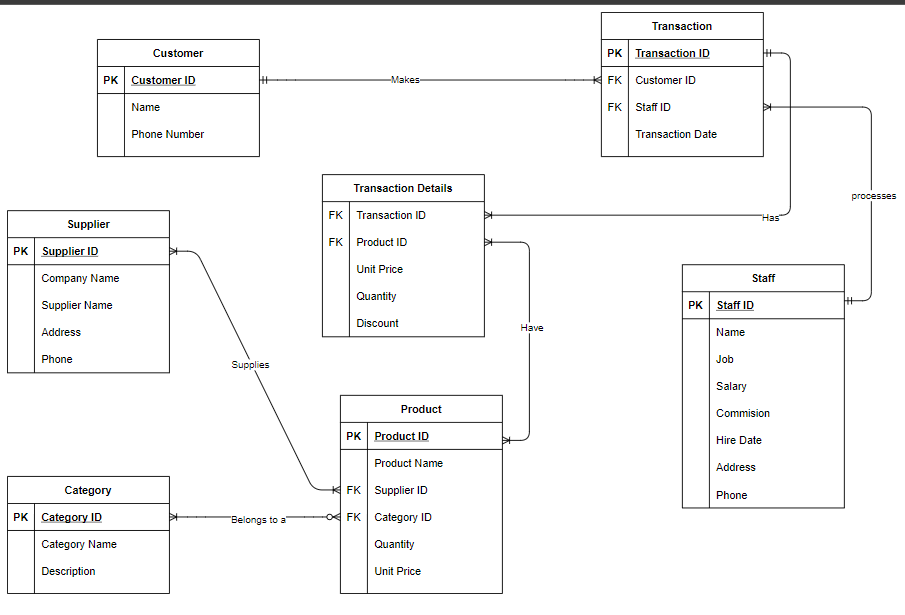 Customer
PK Customer ID
Name
Phone Number
Makes
Transaction
PK Transaction ID
FK Customer ID
FK Staff ID
Transaction Date
Transaction Details
FK Transaction ID
FK Product ID
Unit Price
Quantity
Discount
Has
processes
Supplier
PK Supplier ID
Company Name
Supplier Name
Address
Phone
Supplies
Have
Staff
PK Staff ID
Name
Job
Salary
Commision
Hire Date
Address
Phone
Product
PK Product ID
Product Name
FK Supplier ID
FK Category ID
Quantity
Unit Price
Category
PK Category ID
Category Name
Description
Belongs to a